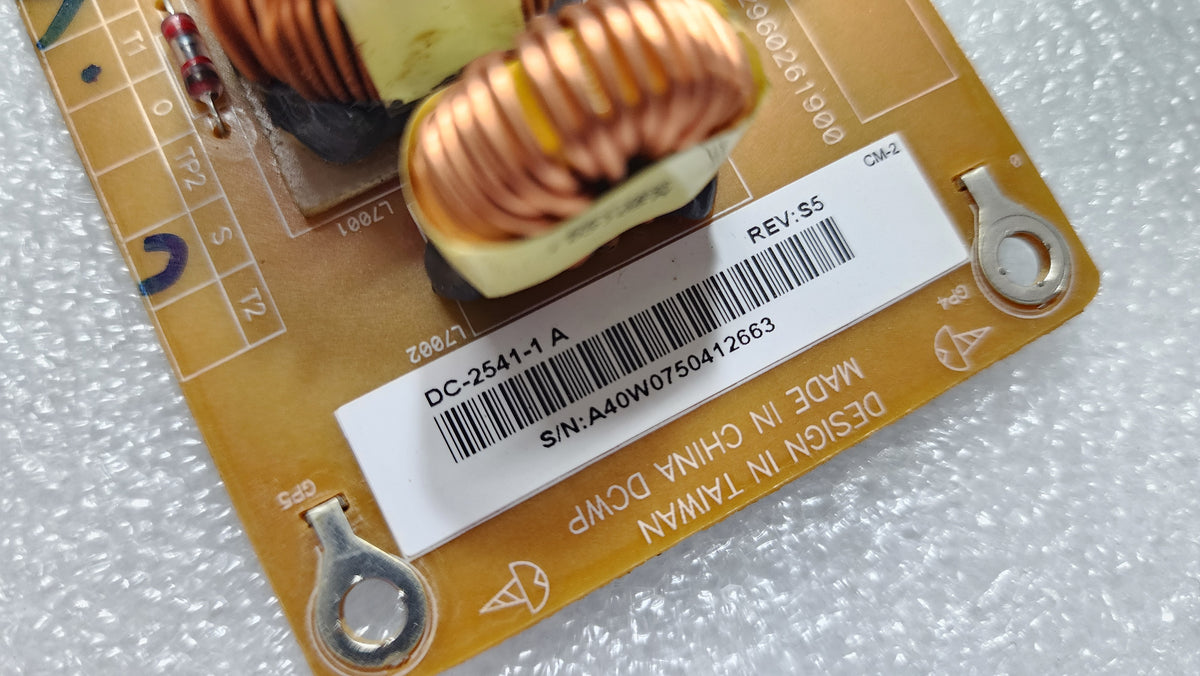 T1
O
TP2
S
T2
L7001
L7002
2960261900
CM-2
REV:S5
DC-2541-1 A
S/N:A40W0750412663
GP4
GP5
DESIGN IN TAIWAN
MADE IN CHINA DCWP